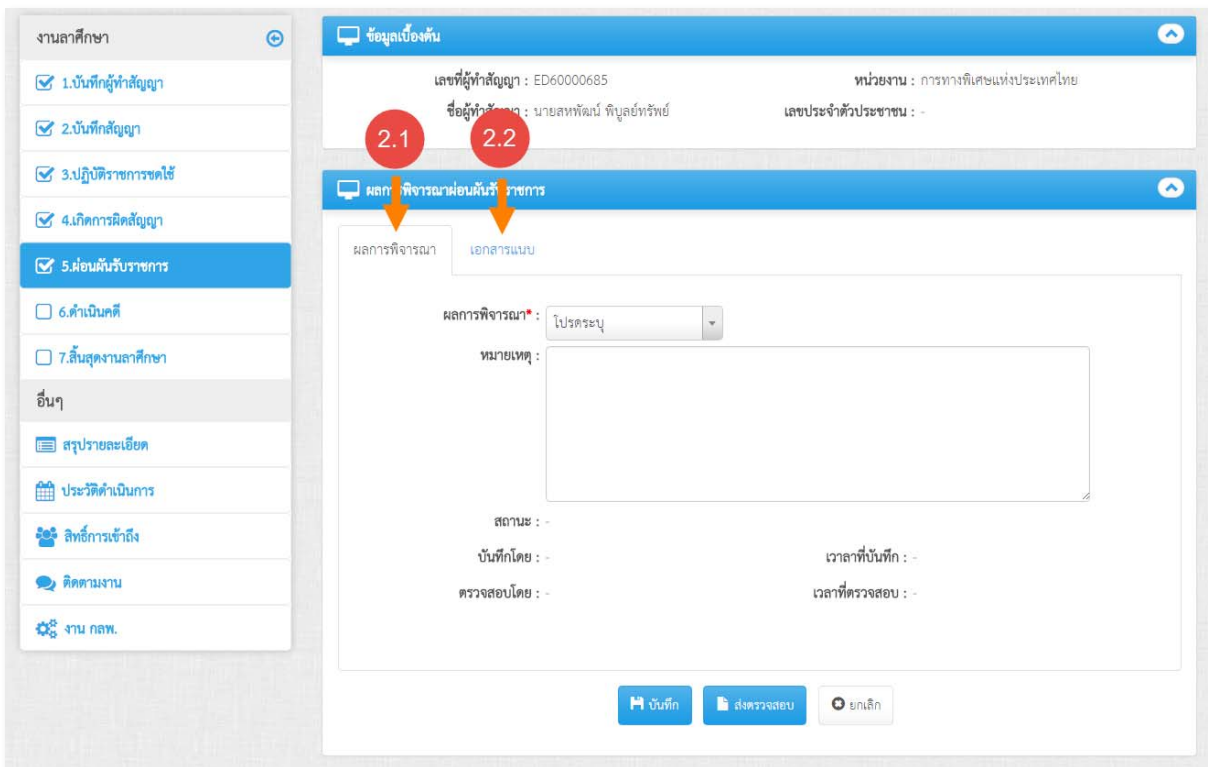 งานลาศึกษา
1.บันทึกผู้ทำสัญญา
2.บันทึกสัญญา
3.ปฏิบัติราชการชดใช้
4.เกิดการผิดสัญญา
5.ผ่อนผันรับราชการ
6.ดำเนินคดี
7.สิ้นสุดงานลาศึกษา
อื่นๆ
สรุปรายละเอียด
ประวัติดำเนินการ
สิทธิ์การเข้าถึง
ติดตามงาน
งาน กลพ.
ข้อมูลเบื้องต้น
เลขที่ผู้ทำสัญญา : ED60000685 หน่วยงาน : การทางพิเศษแห่งประเทศไทย
ชื่อผู้ทำสัญญา : นายสหพัฒน์ พิบูลย์ทรัพย์ เลขประจำตัวประชาชน : -
2.1 2.2
ผลการพิจารณาผ่อนผันรับราชการ
ผลการพิจารณา เอกสารแนบ
ผลการพิจารณา* : โปรดระบุ
หมายเหตุ :
สถานะ : -
บันทึกโดย : - เวาลาที่บันทึก : -
ตรวจสอบโดย : - เวลาที่ตรวจสอบ : -
บันทึก ส่งตรวจสอบ ยกเลิก